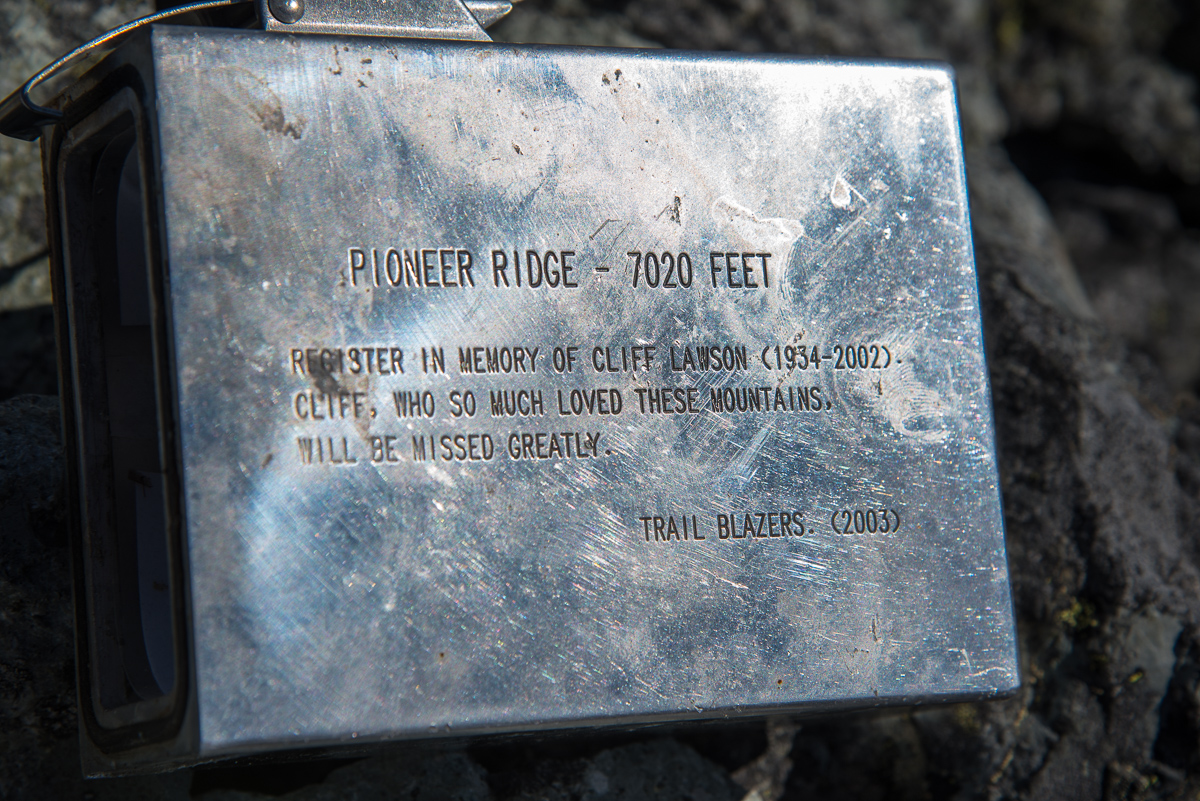 PIONEER RIDGE - 7020 FEET
REGISTER IN MEMORY OF CLIFF LAWSON (1934-2002).
CLIFF, WHO SO MUCH LOVED THESE MOUNTAINS,
WILL BE MISSED GREATLY.
TRAIL BLAZERS. (2003)